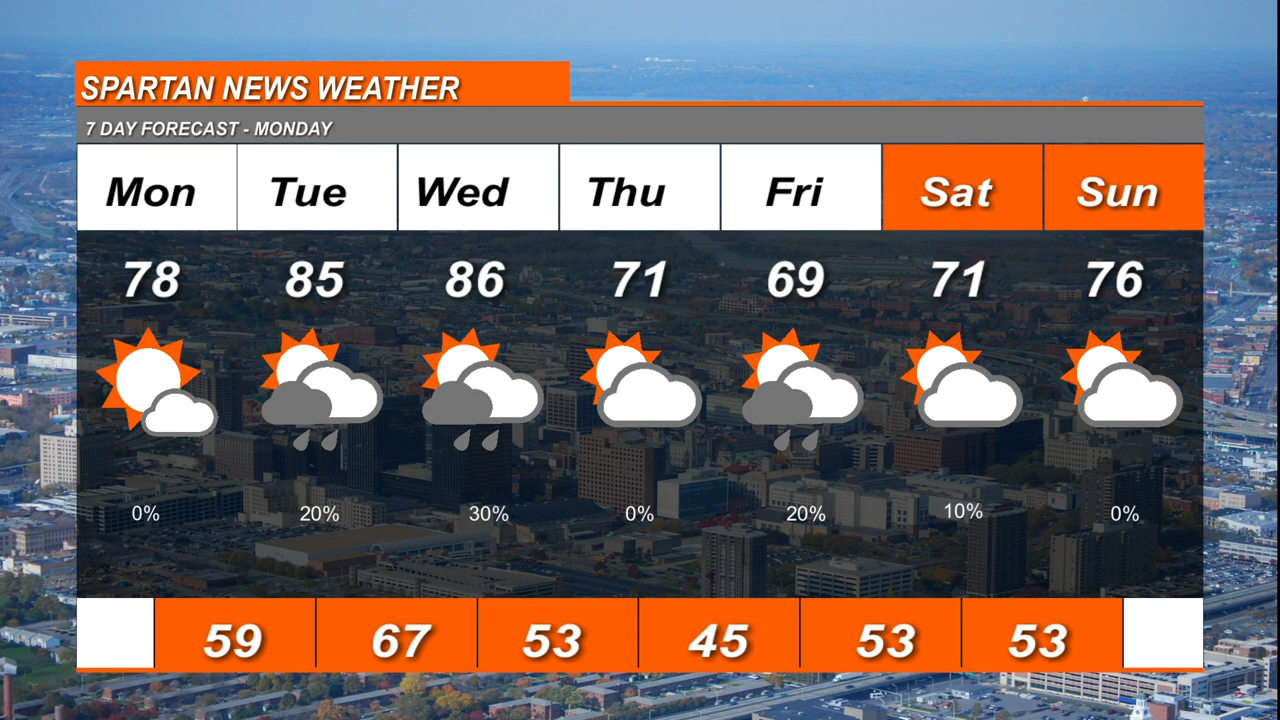 SPARTAN NEWS WEATHER
7 DAY FORECAST - MONDAY
Mon Tue Wed Thu Fri Sat Sun
78 85 86 71 69 71 76
0% 20% 30% 0% 20% 10% 0%
59 67 53 45 53 53